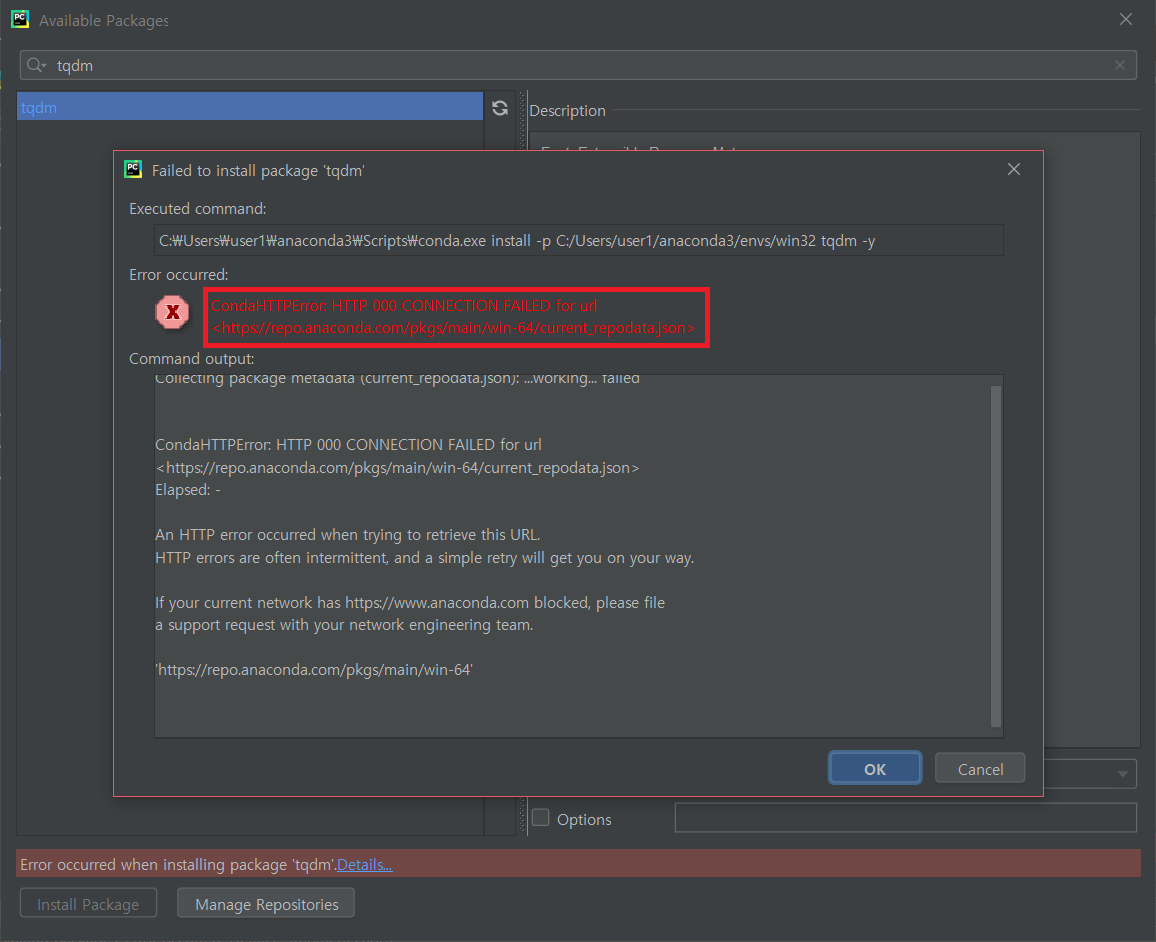 PC
Available Packages
tqdm
tqdm
Description
PC
Failed to install package 'tqdm'
Executed command:
C:₩Users₩user1₩anaconda3₩Scripts₩conda.exe install -p C:/Users/user1/anaconda3/envs/win32 tqdm -y
Error occurred:
X
CondaHTTPError: HTTP 000 CONNECTION FAILED for url
<https://repo.anaconda.com/pkgs/main/win-64/current_repodata.json>
Command output:
Collecting package metadata (current_repodata.json): ...working... failed
CondaHTTPError: HTTP 000 CONNECTION FAILED for url
<https://repo.anaconda.com/pkgs/main/win-64/current_repodata.json>
Elapsed: -
An HTTP error occurred when trying to retrieve this URL.
HTTP errors are often intermittent, and a simple retry will get you on your way.
If your current network has https://www.anaconda.com blocked, please file
a support request with your network engineering team.
'https://repo.anaconda.com/pkgs/main/win-64'
OK
Cancel
Options
Error occurred when installing package 'tqdm'.Details...
Install Package
Manage Repositories